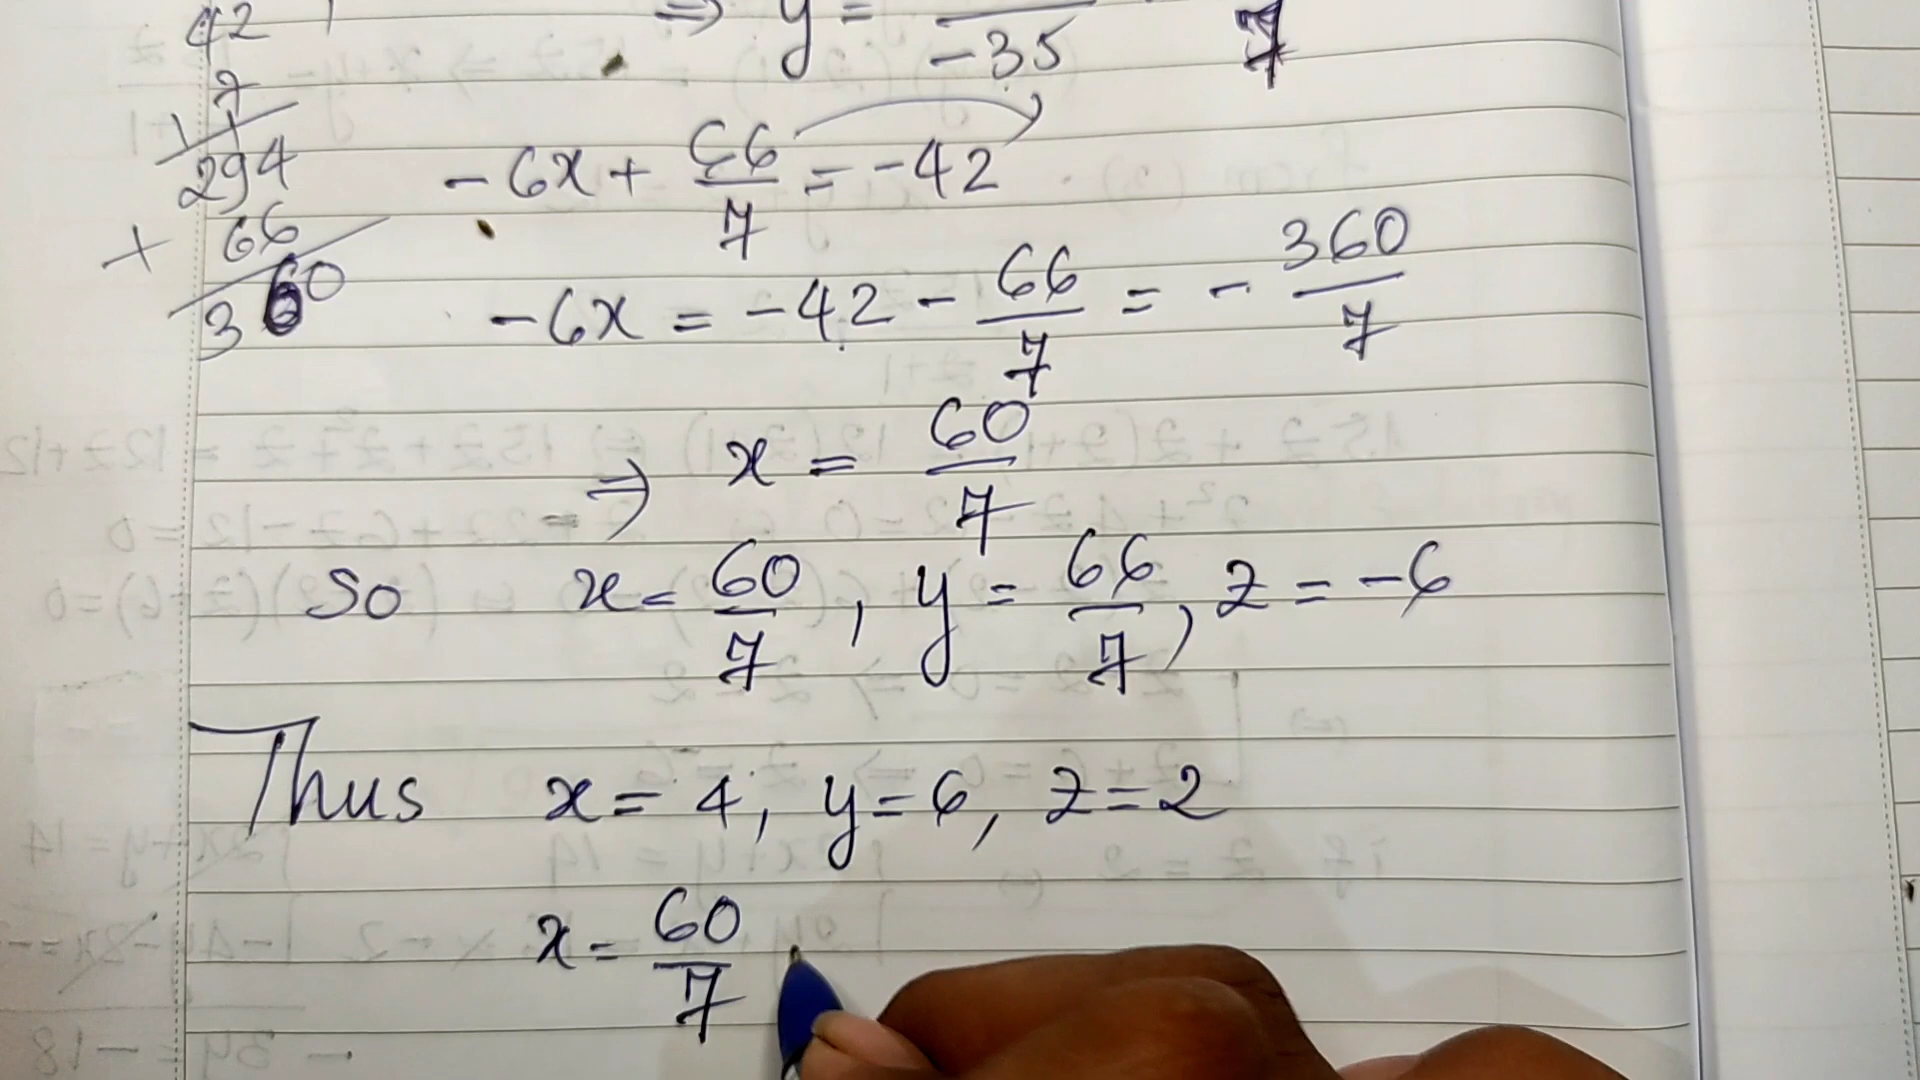 42
7
294
+ 66
360
⇒ y = /-35 7
-6x + 66/7 = -42
-6x = -42 - 66/7 = - 360/7
⇒ x = 60/7
So x = 60/7, y = 66/7, z = -6
Thus x = 4, y = 6, z = 2
x = 60/7